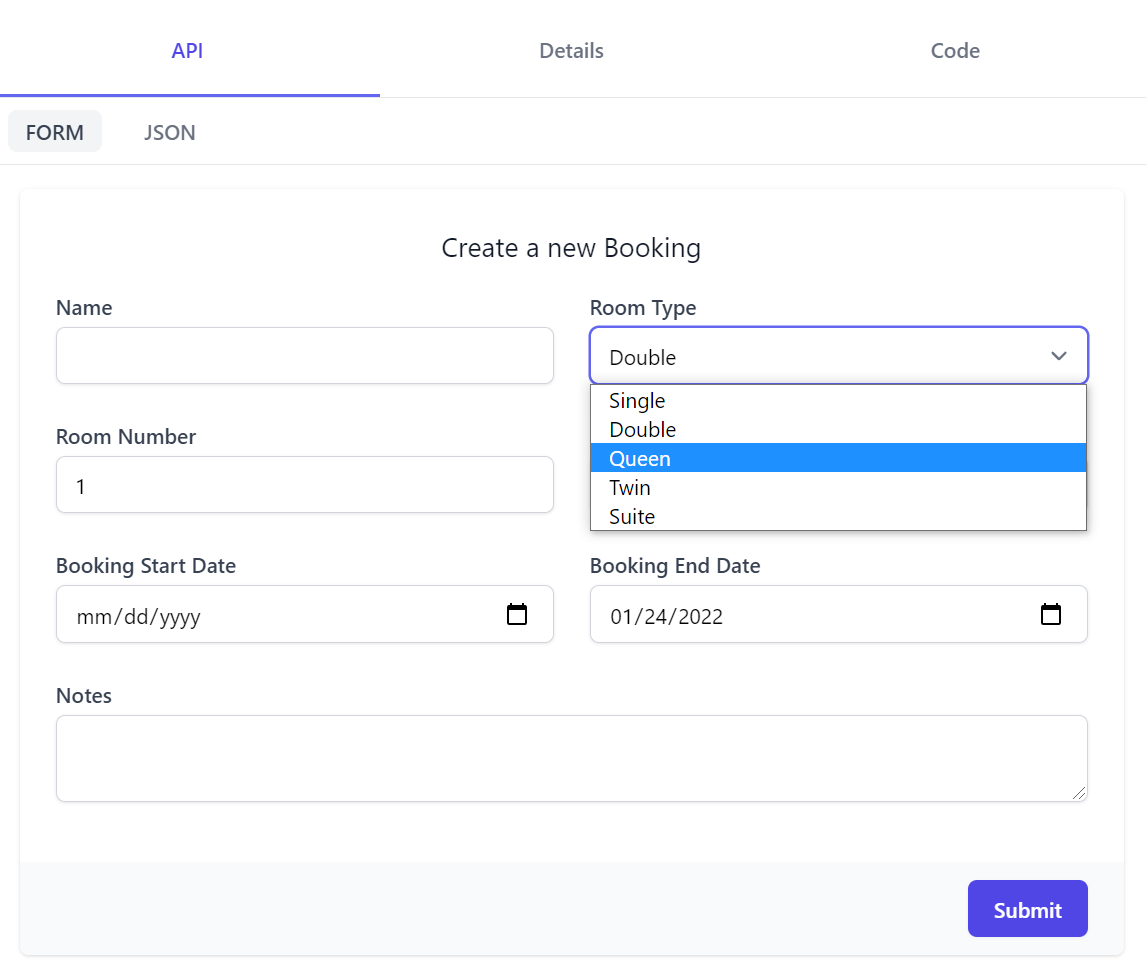 API Details Code
FORM JSON
Create a new Booking
Name
Room Type
Double
Single
Double
Queen
Twin
Suite
Room Number
1
Booking Start Date
mm/dd/yyyy
Booking End Date
01/24/2022
Notes
Submit